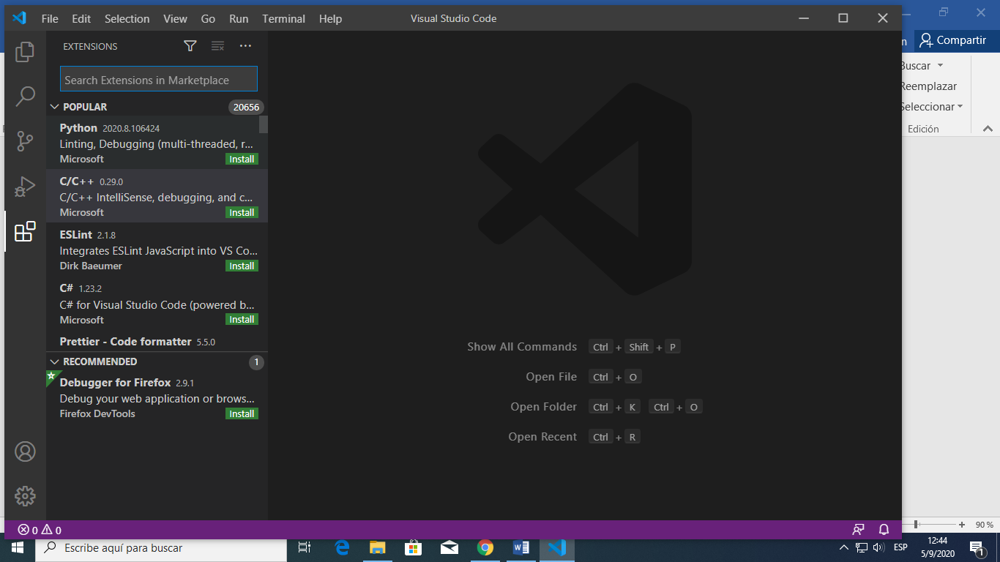 File Edit Selection View Go Run Terminal Help Visual Studio Code
Compartir
EXTENSIONS
Search Extensions in Marketplace
POPULAR 20656
Python 2020.8.106424
Linting, Debugging (multi-threaded, r...
Microsoft Install
C/C++ 0.29.0
C/C++ IntelliSense, debugging, and c...
Microsoft Install
ESLint 2.1.8
Integrates ESLint JavaScript into VS Co...
Dirk Baeumer Install
C# 1.23.2
C# for Visual Studio Code (powered b...
Microsoft Install
Prettier - Code formatter 5.5.0
RECOMMENDED 1
Debugger for Firefox 2.9.1
Debug your web application or brows...
Firefox DevTools Install
Show All Commands Ctrl + Shift + P
Open File Ctrl + O
Open Folder Ctrl + K Ctrl + O
Open Recent Ctrl + R
Buscar
Reemplazar
Seleccionar
Edición
0 0
90 %
Escribe aquí para buscar
ESP
12:44
5/9/2020
1